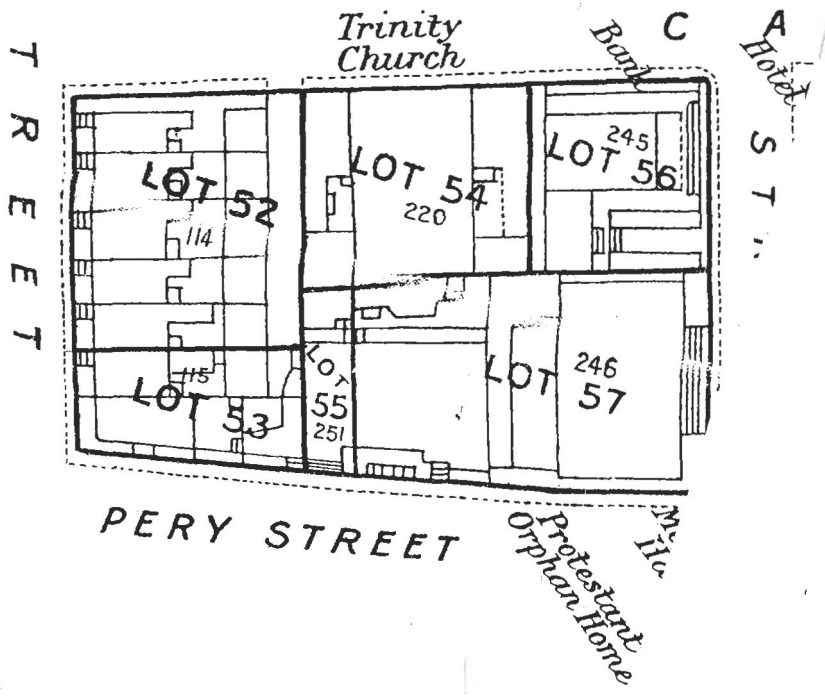 Trinity
Church
Bank
C A
Hotel
S T
T R E E T
LOT 52
114
LOT 54
220
245
LOT 56
115
LOT 53
LOT
55
251
246
LOT 57
PERY STREET
Protestant
Orphan Home